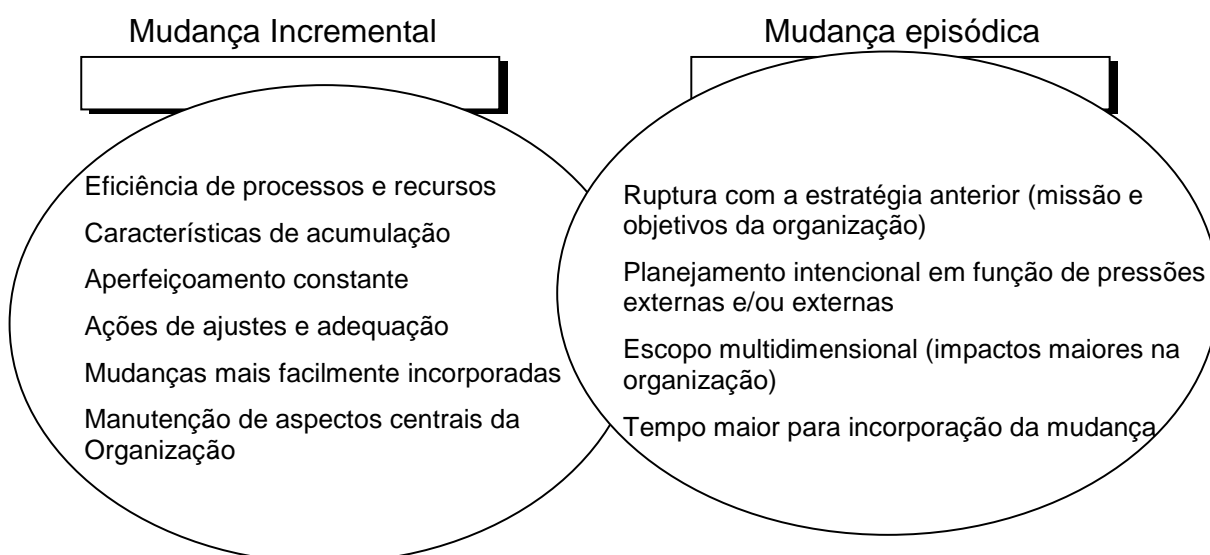 Mudança Incremental
Eficiência de processos e recursos
Características de acumulação
Aperfeiçoamento constante
Ações de ajustes e adequação
Mudanças mais facilmente incorporadas
Manutenção de aspectos centrais da
Organização
Mudança episódica
Ruptura com a estratégia anterior (missão e
objetivos da organização)
Planejamento intencional em função de pressões
externas e/ou externas
Escopo multidimensional (impactos maiores na
organização)
Tempo maior para incorporação da mudança